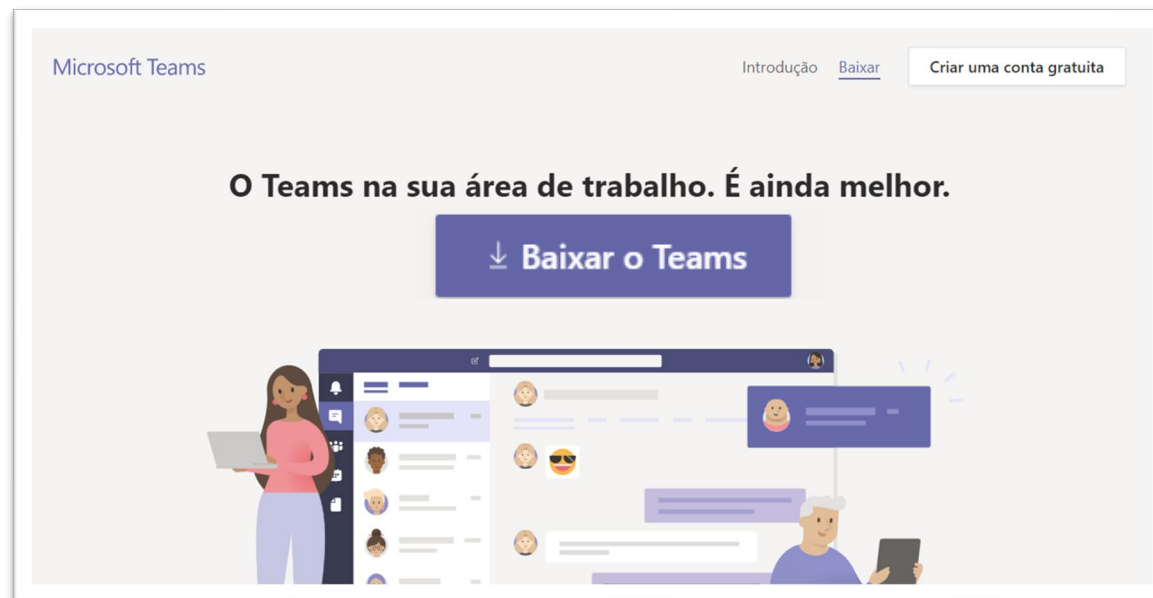 Microsoft Teams
Introdução Baixar Criar uma conta gratuita
O Teams na sua área de trabalho. É ainda melhor.
Baixar o Teams